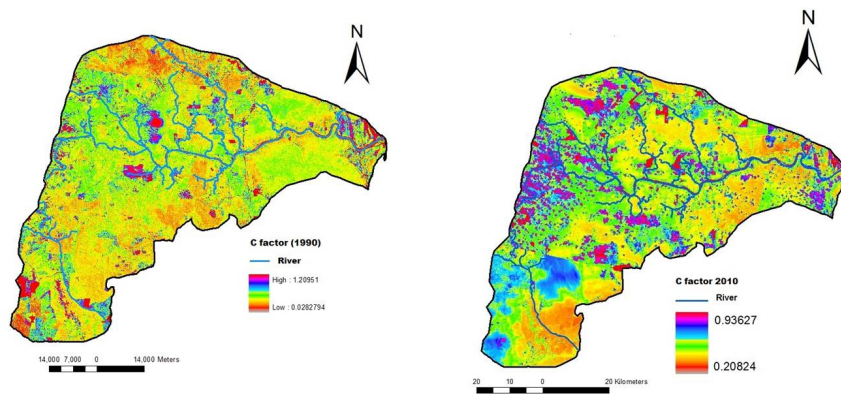 N
C factor (1990)
River
High : 1.20951
Low : 0.0282794
14,000 7,000 0 14,000 Meters
N
C factor 2010
River
0.93627
0.20824
20 10 0 20 Kilometers